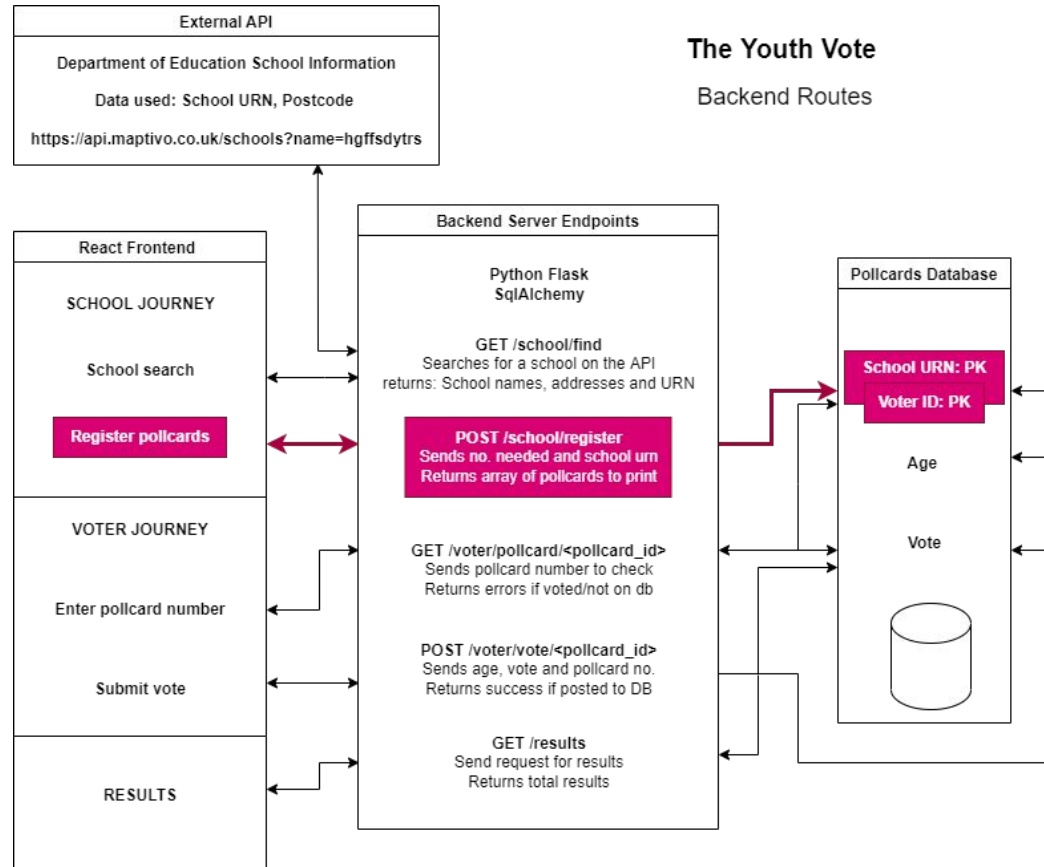 External API
Department of Education School Information
Data used: School URN, Postcode
https://api.maptivo.co.uk/schools?name=hgffsdytrs
The Youth Vote
Backend Routes
React Frontend
SCHOOL JOURNEY
School search
Register pollcards
VOTER JOURNEY
Enter pollcard number
Submit vote
RESULTS
Backend Server Endpoints
Python Flask
SqlAlchemy
GET /school/find
Searches for a school on the API
returns: School names, addresses and URN
POST /school/register
Sends no. needed and school urn
Returns array of pollcards to print
GET /voter/pollcard/<pollcard_id>
Sends pollcard number to check
Returns errors if voted/not on db
POST /voter/vote/<pollcard_id>
Sends age, vote and pollcard no.
Returns success if posted to DB
GET /results
Send request for results
Returns total results
Pollcards Database
School URN: PK
Voter ID: PK
Age
Vote